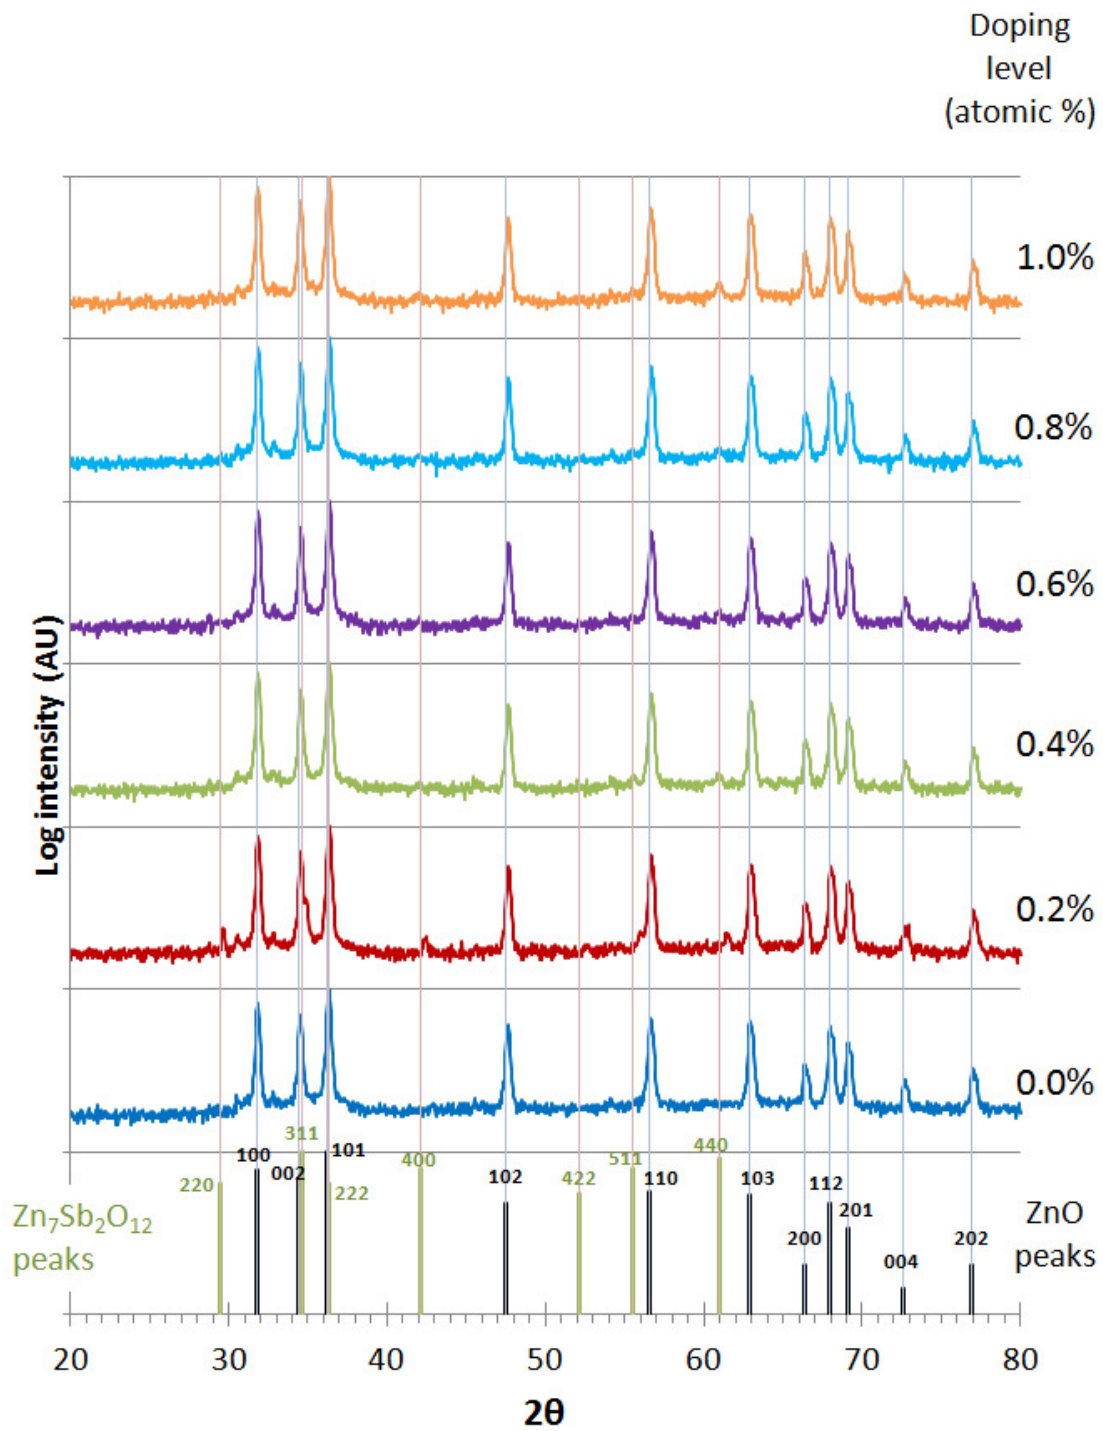 Doping
level
(atomic %)
1.0%
0.8%
0.6%
0.4%
0.2%
0.0%
Log intensity (AU)
311
100
002
101
400
511
440
220
222
102
422
110
103
112
201
200
004
202
Zn₇Sb₂O₁₂
peaks
ZnO
peaks
20 30 40 50 60 70 80
2θ